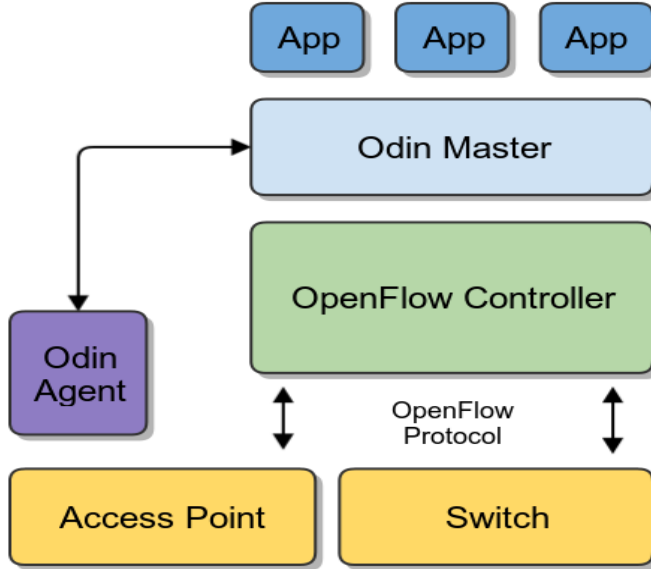 App App App
Odin Master
OpenFlow Controller
Odin
Agent
OpenFlow
Protocol
Access Point Switch